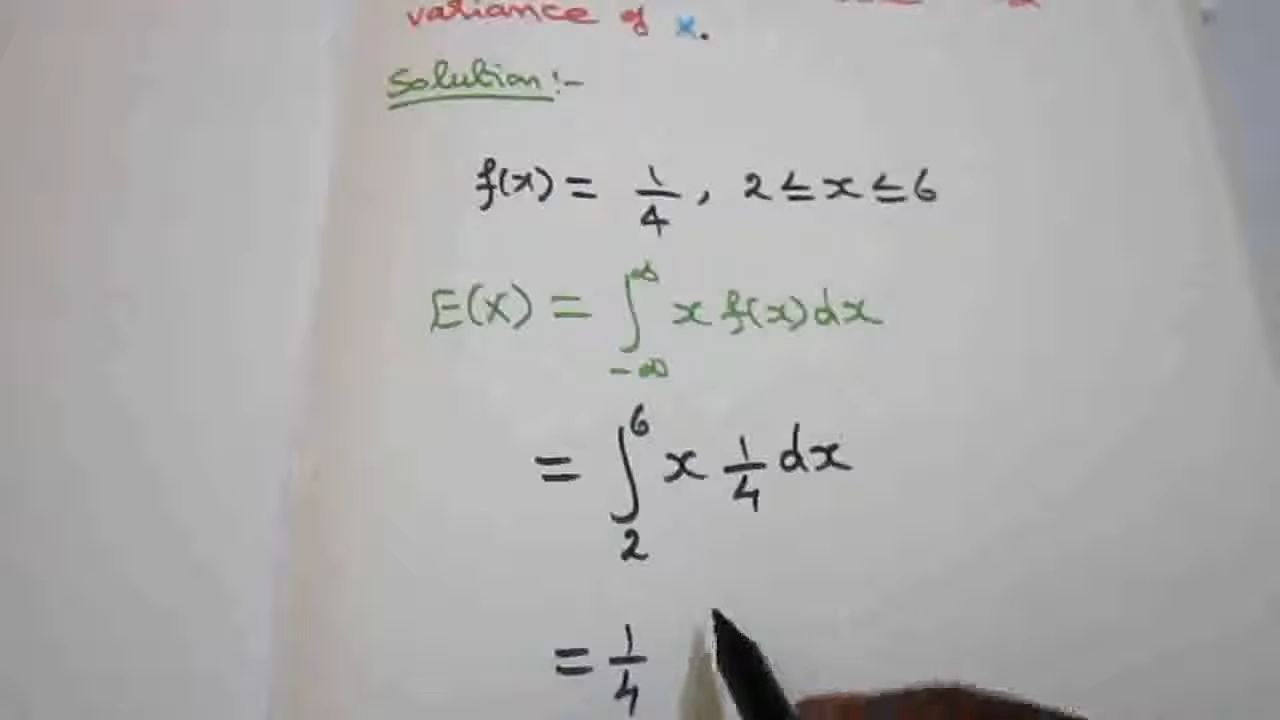 variance of x.
Solution:-
f(x) = 1/4, 2 ≤ x ≤ 6
E(X) = ∫_{-∞}^{∞} x f(x) dx
= ∫_{2}^{6} x 1/4 dx
= 1/4